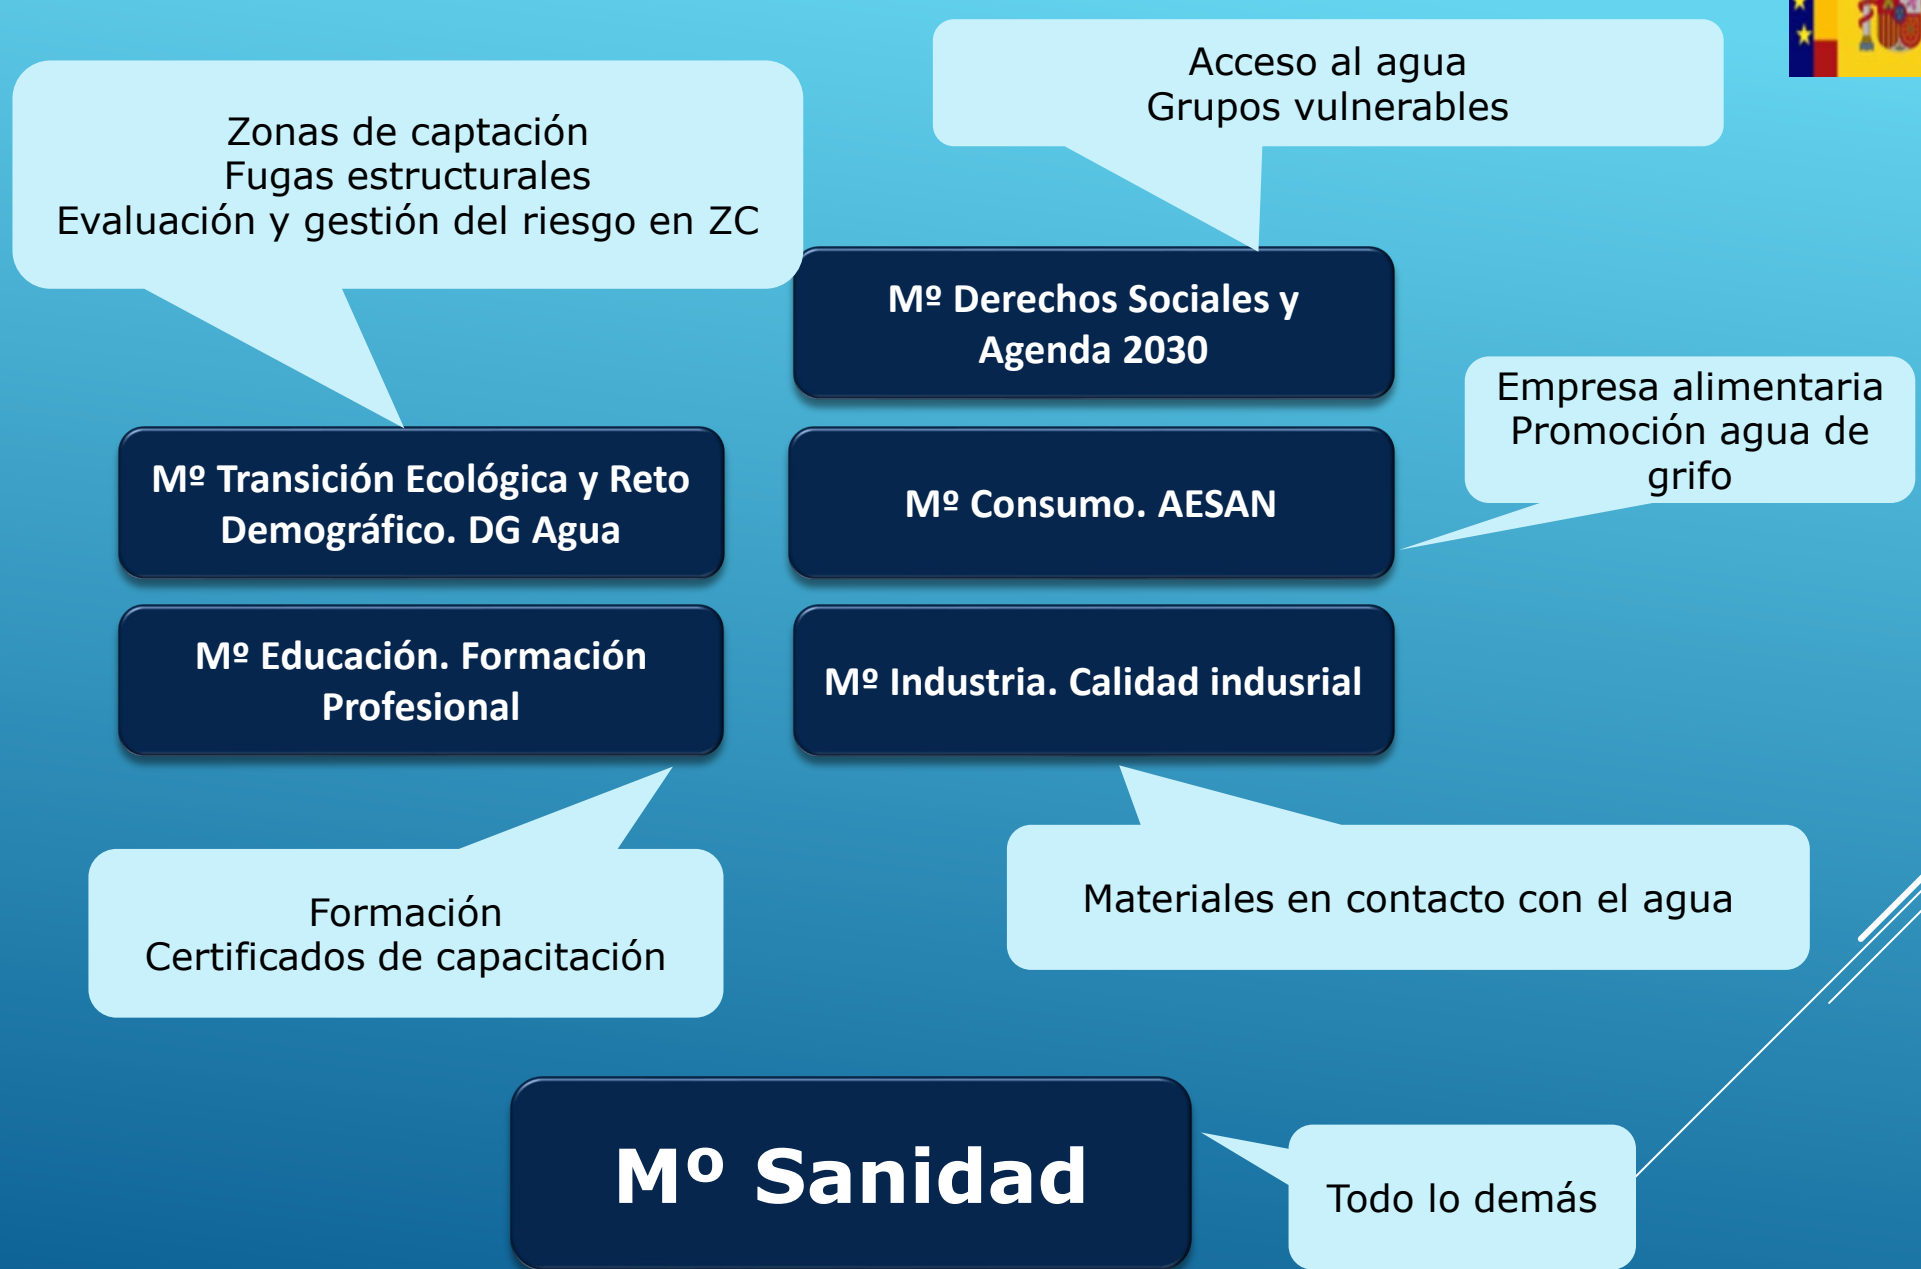 Acceso al agua
Grupos vulnerables
Zonas de captación
Fugas estructurales
Evaluación y gestión del riesgo en ZC
Mº Derechos Sociales y
Agenda 2030
Empresa alimentaria
Promoción agua de
grifo
Mº Transición Ecológica y Reto
Demográfico. DG Agua
Mº Consumo. AESAN
Mº Educación. Formación
Profesional
Mº Industria. Calidad indusrial
Formación
Certificados de capacitación
Materiales en contacto con el agua
Mº Sanidad
Todo lo demás